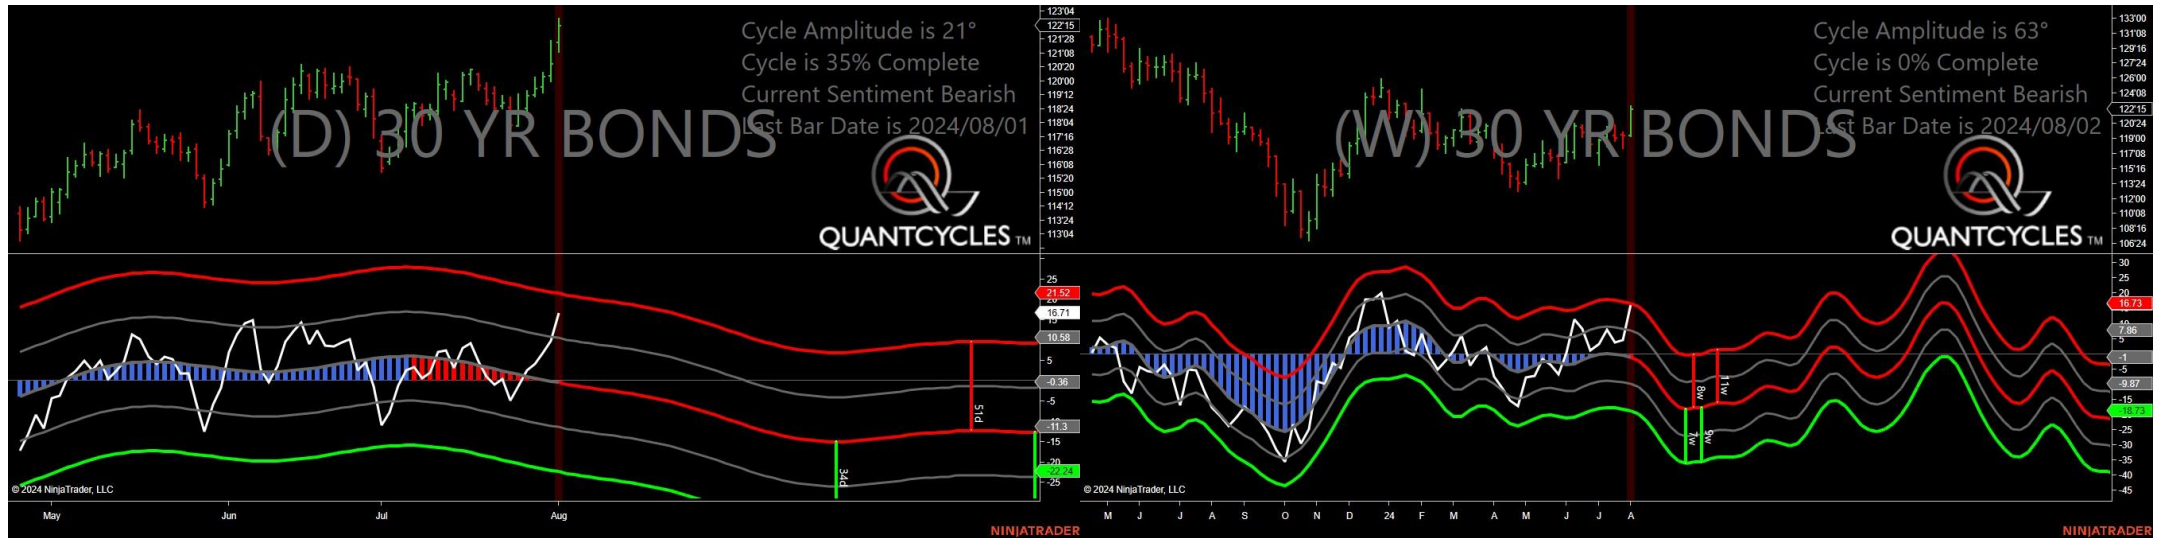 Cycle Amplitude is 21°
Cycle is 35% Complete
Current Sentiment Bearish
Last Bar Date is 2024/08/01
(D) 30 YR BONDS
QUANTCYCLES TM
123'04
122'15
121'28
121'08
120'20
120'00
119'12
118'24
118'04
117'16
116'28
116'08
115'20
115'00
114'12
113'24
113'04
25
21.52
16.71
10.58
5
-0.36
-5
-11.3
-15
-20
-22.24
-25
34d
51d
© 2024 NinjaTrader, LLC
May Jun Jul Aug
NINJATRADER
Cycle Amplitude is 63°
Cycle is 0% Complete
Current Sentiment Bearish
Last Bar Date is 2024/08/02
(W) 30 YR BONDS
QUANTCYCLES TM
133'00
131'08
129'16
127'24
126'00
124'08
122'15
120'24
119'00
117'08
115'16
113'24
112'00
110'08
108'16
106'24
30
20
16.73
7.86
5
-1
-5
-9.87
-15
-18.73
-25
-30
-35
-40
-45
8w
11w
7w
9w
© 2024 NinjaTrader, LLC
M J J A S O N D 24 F M A M J J A
NINJATRADER